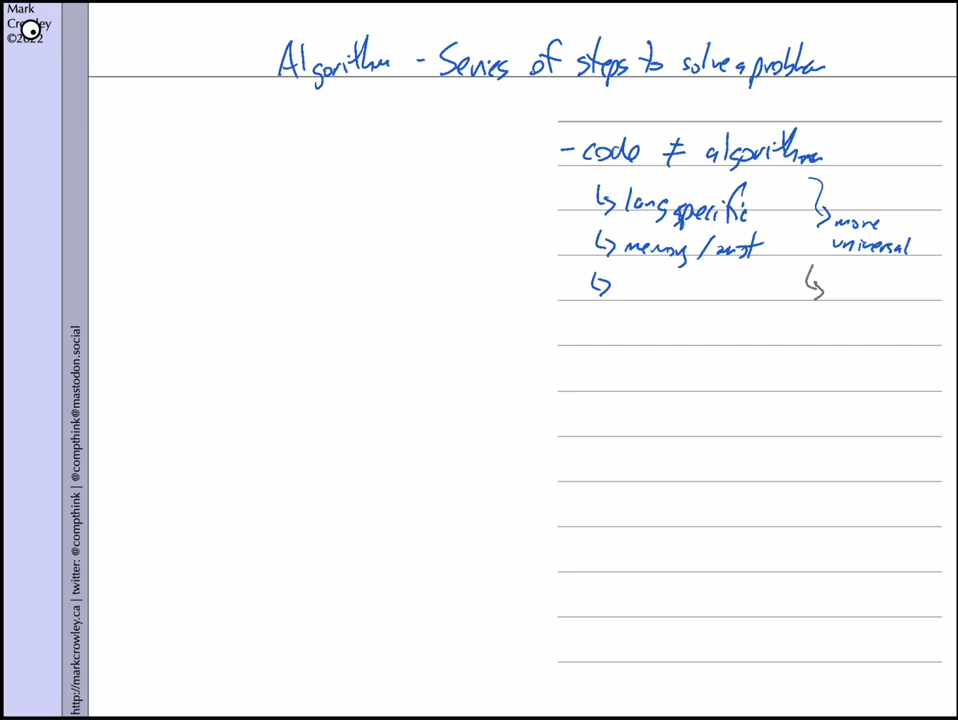 Mark
Crowley
©2022
Algorithm - Series of steps to solve a problem
- code ≠ algorithm
↳ lang specific
↳ more
universal
↳ memory /
↳
↳
http://markcrowley.ca | twitter: @compthink | @compthink@mastodon.social